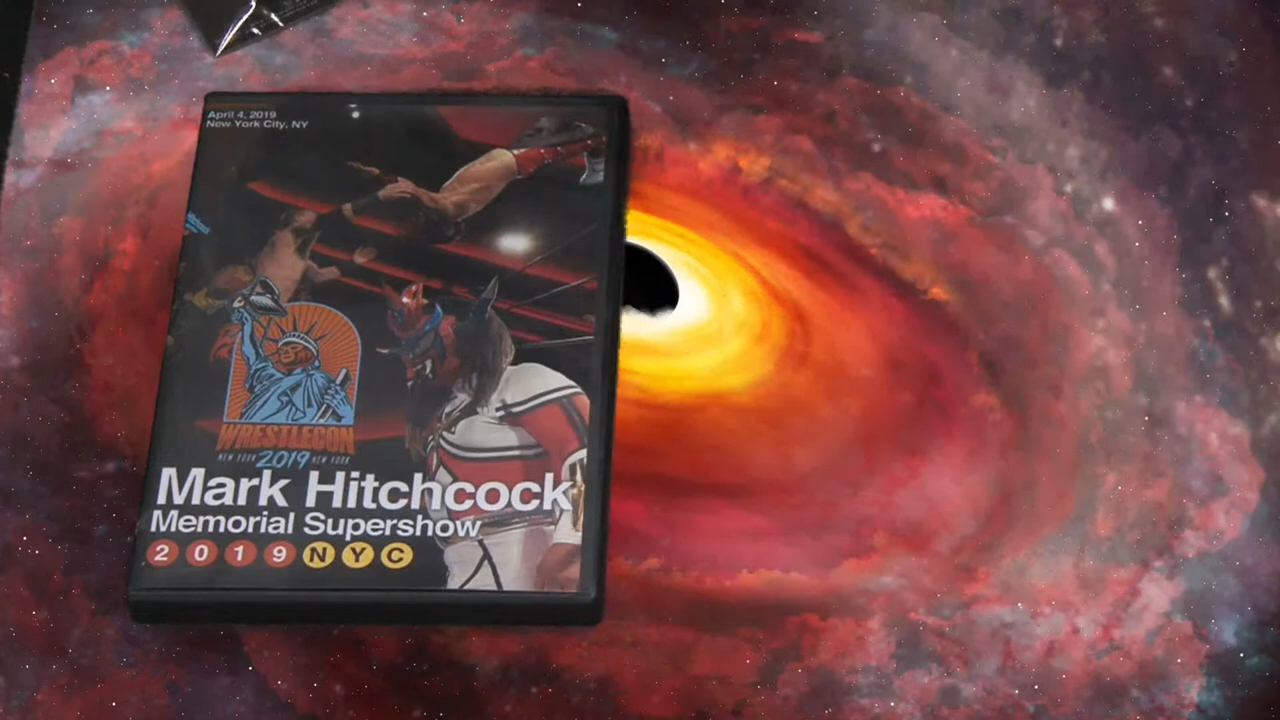 April 4, 2019
New York City, NY
WRESTLECON
NEW YORK 2019 NEW YORK
Mark Hitchcock
Memorial Supershow
2019NYC